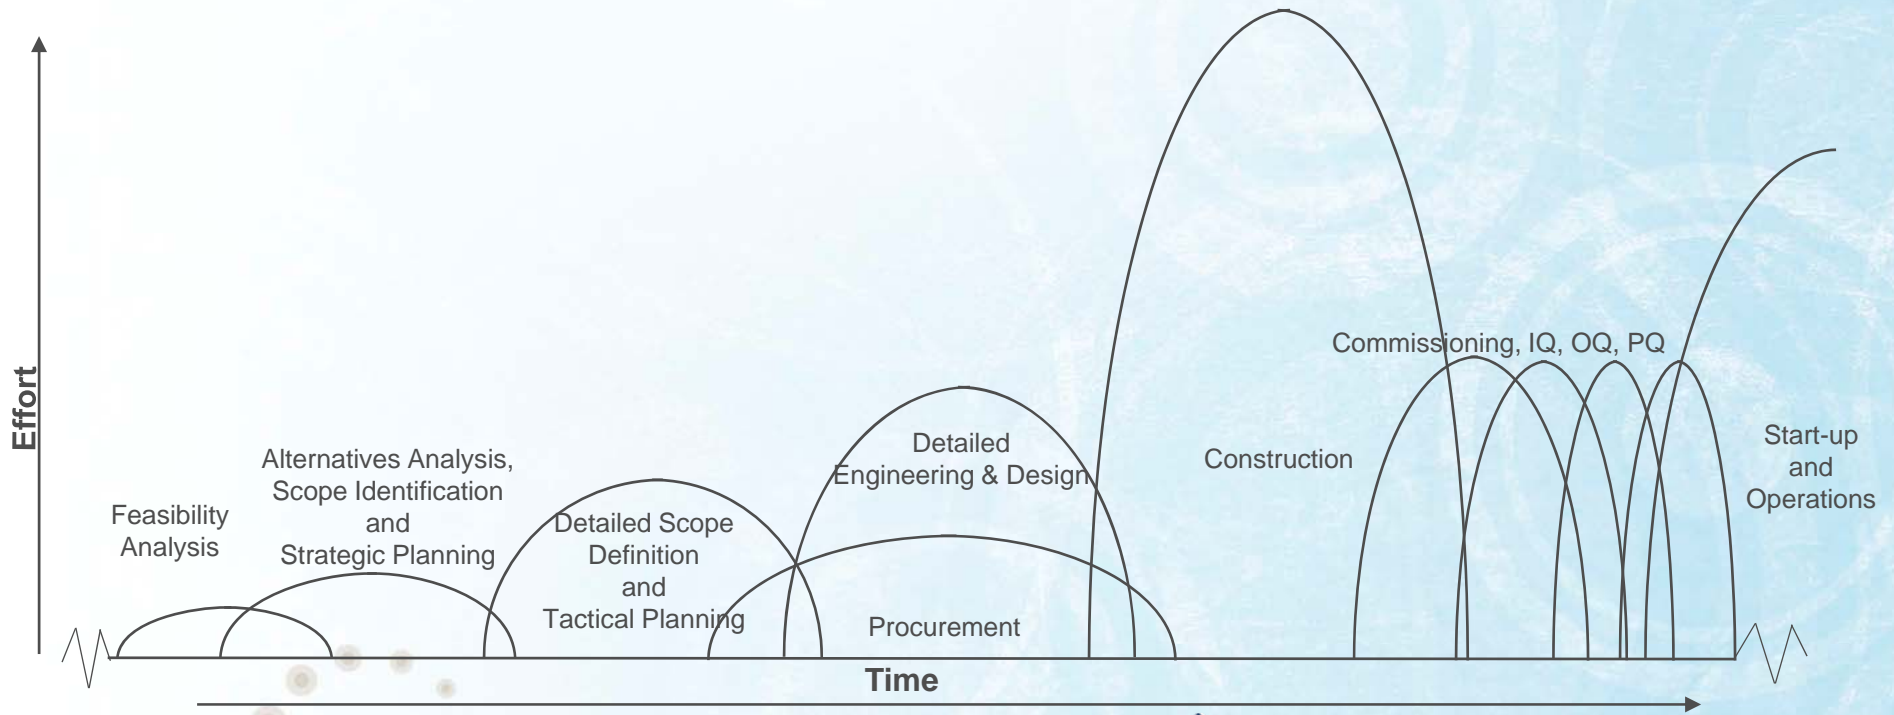 Effort
Feasibility
Analysis
Alternatives Analysis,
Scope Identification
and
Strategic Planning
Detailed Scope
Definition
and
Tactical Planning
Detailed
Engineering & Design
Procurement
Construction
Commissioning, IQ, OQ, PQ
Start-up
and
Operations
Time